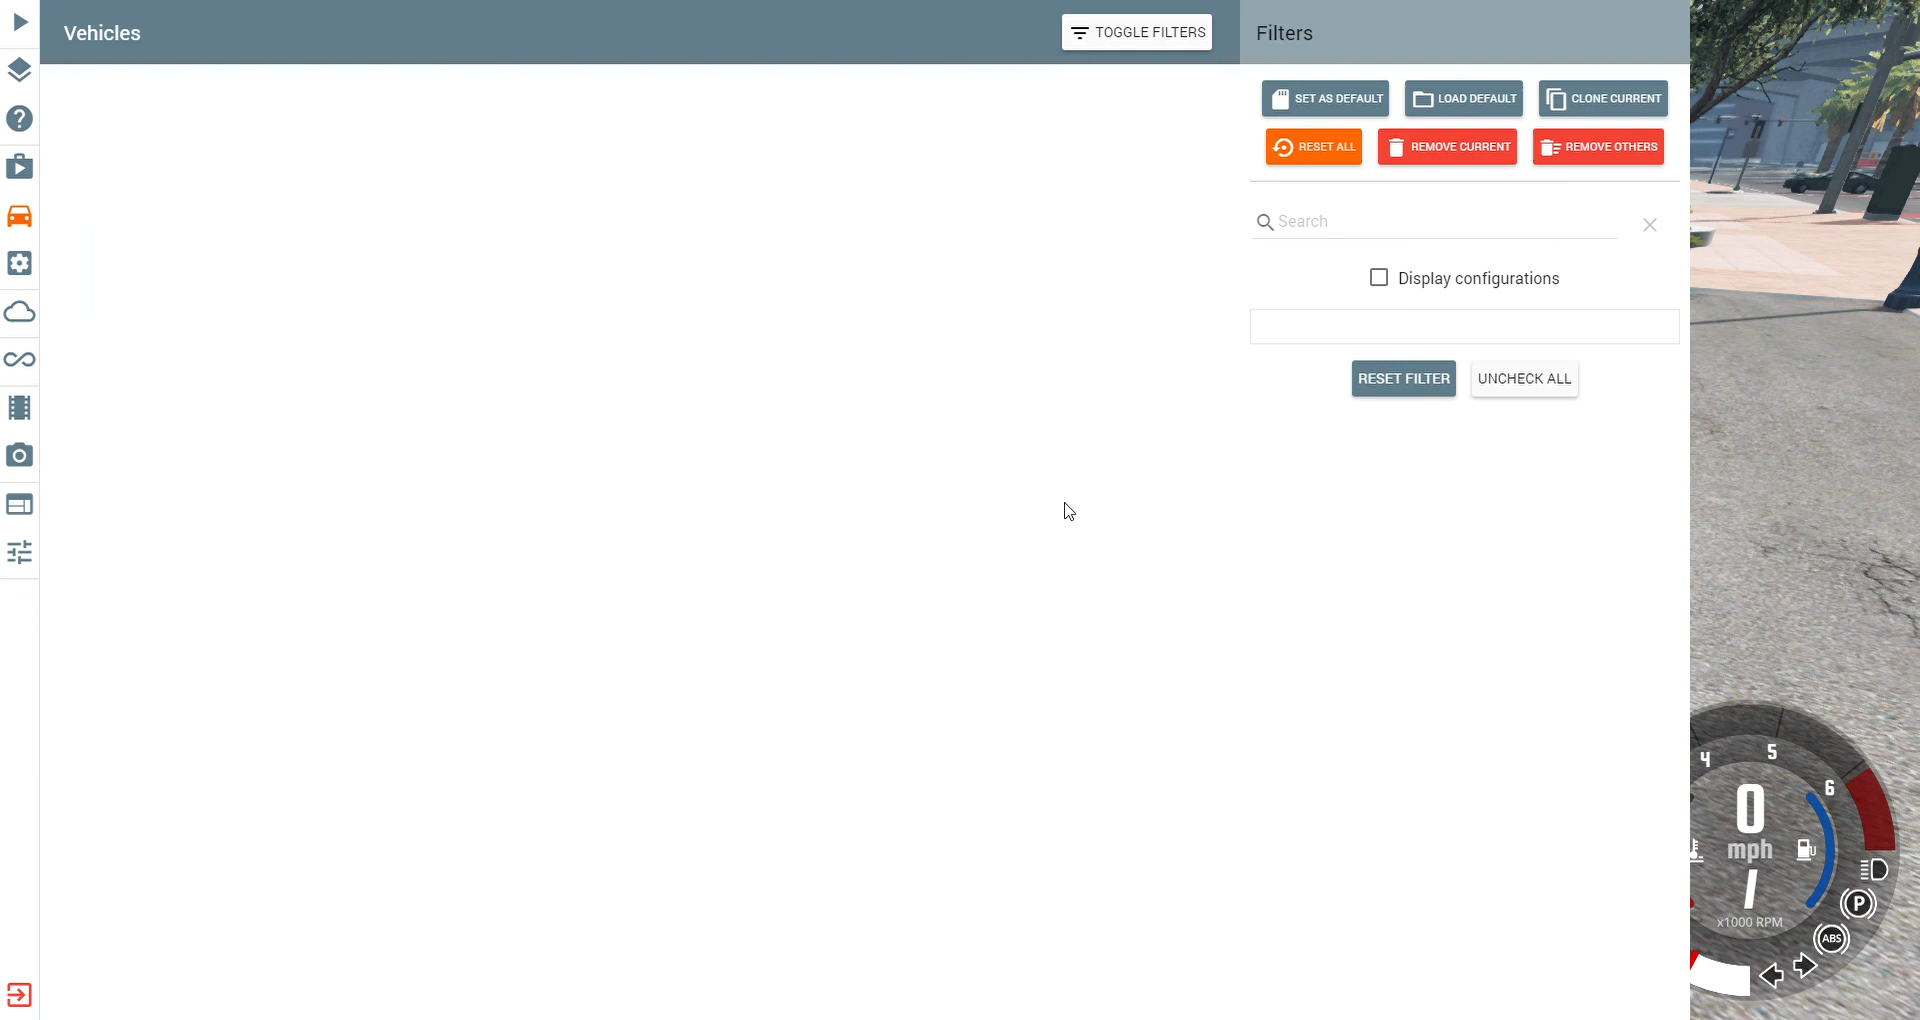 Vehicles
TOGGLE FILTERS
Filters
SET AS DEFAULT
LOAD DEFAULT
CLONE CURRENT
RESET ALL
REMOVE CURRENT
REMOVE OTHERS
Search
Display configurations
RESET FILTER
UNCHECK ALL
4
5
6
0
mph
1
x1000 RPM
P
ABS